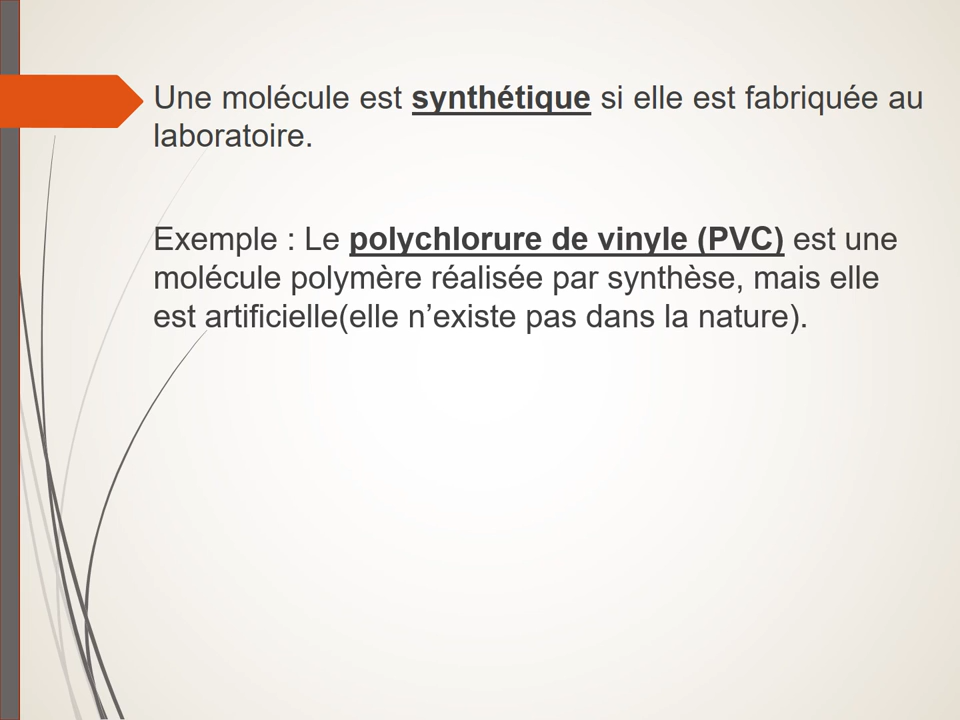 Une molécule est synthétique si elle est fabriquée au
laboratoire.
Exemple : Le polychlorure de vinyle (PVC) est une
molécule polymère réalisée par synthèse, mais elle
est artificielle(elle n’existe pas dans la nature).